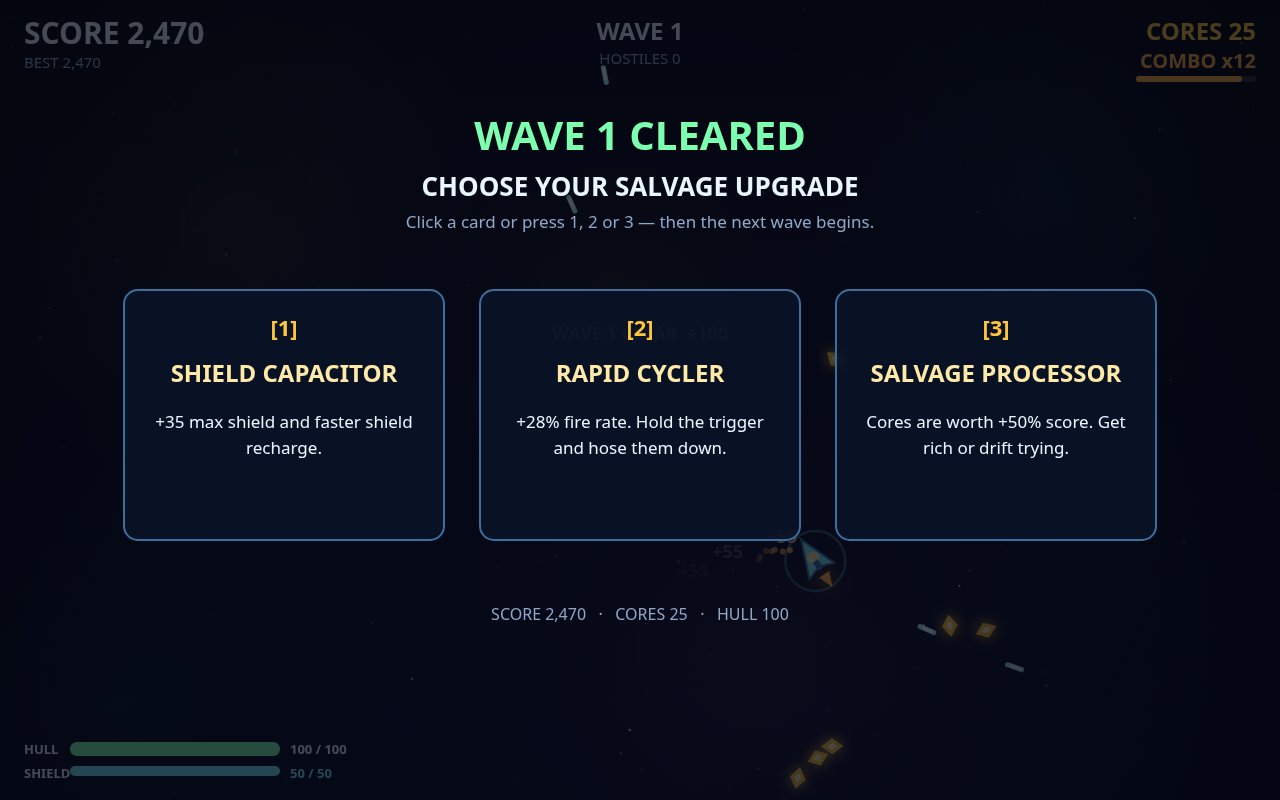 SCORE 2,470
BEST 2,470
WAVE 1
HOSTILES 0
CORES 25
COMBO x12
WAVE 1 CLEARED
CHOOSE YOUR SALVAGE UPGRADE
Click a card or press 1, 2 or 3 — then the next wave begins.
[1]
SHIELD CAPACITOR
+35 max shield and faster shield
recharge.
[2]
RAPID CYCLER
+28% fire rate. Hold the trigger
and hose them down.
[3]
SALVAGE PROCESSOR
Cores are worth +50% score. Get
rich or drift trying.
+55
+55
SCORE 2,470 · CORES 25 · HULL 100
HULL 100 / 100
SHIELD 50 / 50